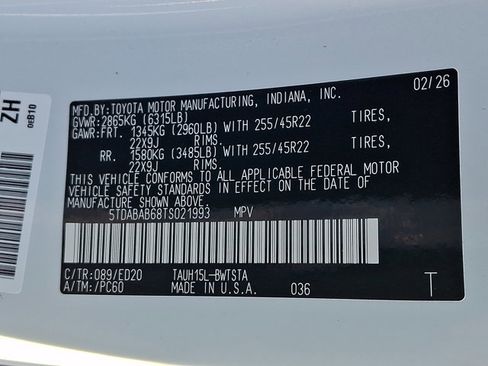 MFD.BY:TOYOTA MOTOR MANUFACTURING, INDIANA, INC. 02/26
GVWR: 2865KG (6315LB)
GAWR:FRT. 1345KG (2960LB) WITH 255/45R22 TIRES,
22X9J RIMS.
RR. 1580KG (3485LB) WITH 255/45R22 TIRES,
22X9J RIMS.
THIS VEHICLE CONFORMS TO ALL APPLICABLE FEDERAL MOTOR
VEHICLE SAFETY STANDARDS IN EFFECT ON THE DATE OF
MANUFACTURE SHOWN ABOVE.
5TDABAB68TS021993 MPV
C/TR:089/ED20 TAUH15L-BWTSTA
A/TM:/PC60 MADE IN U.S.A. 036 T
ZH